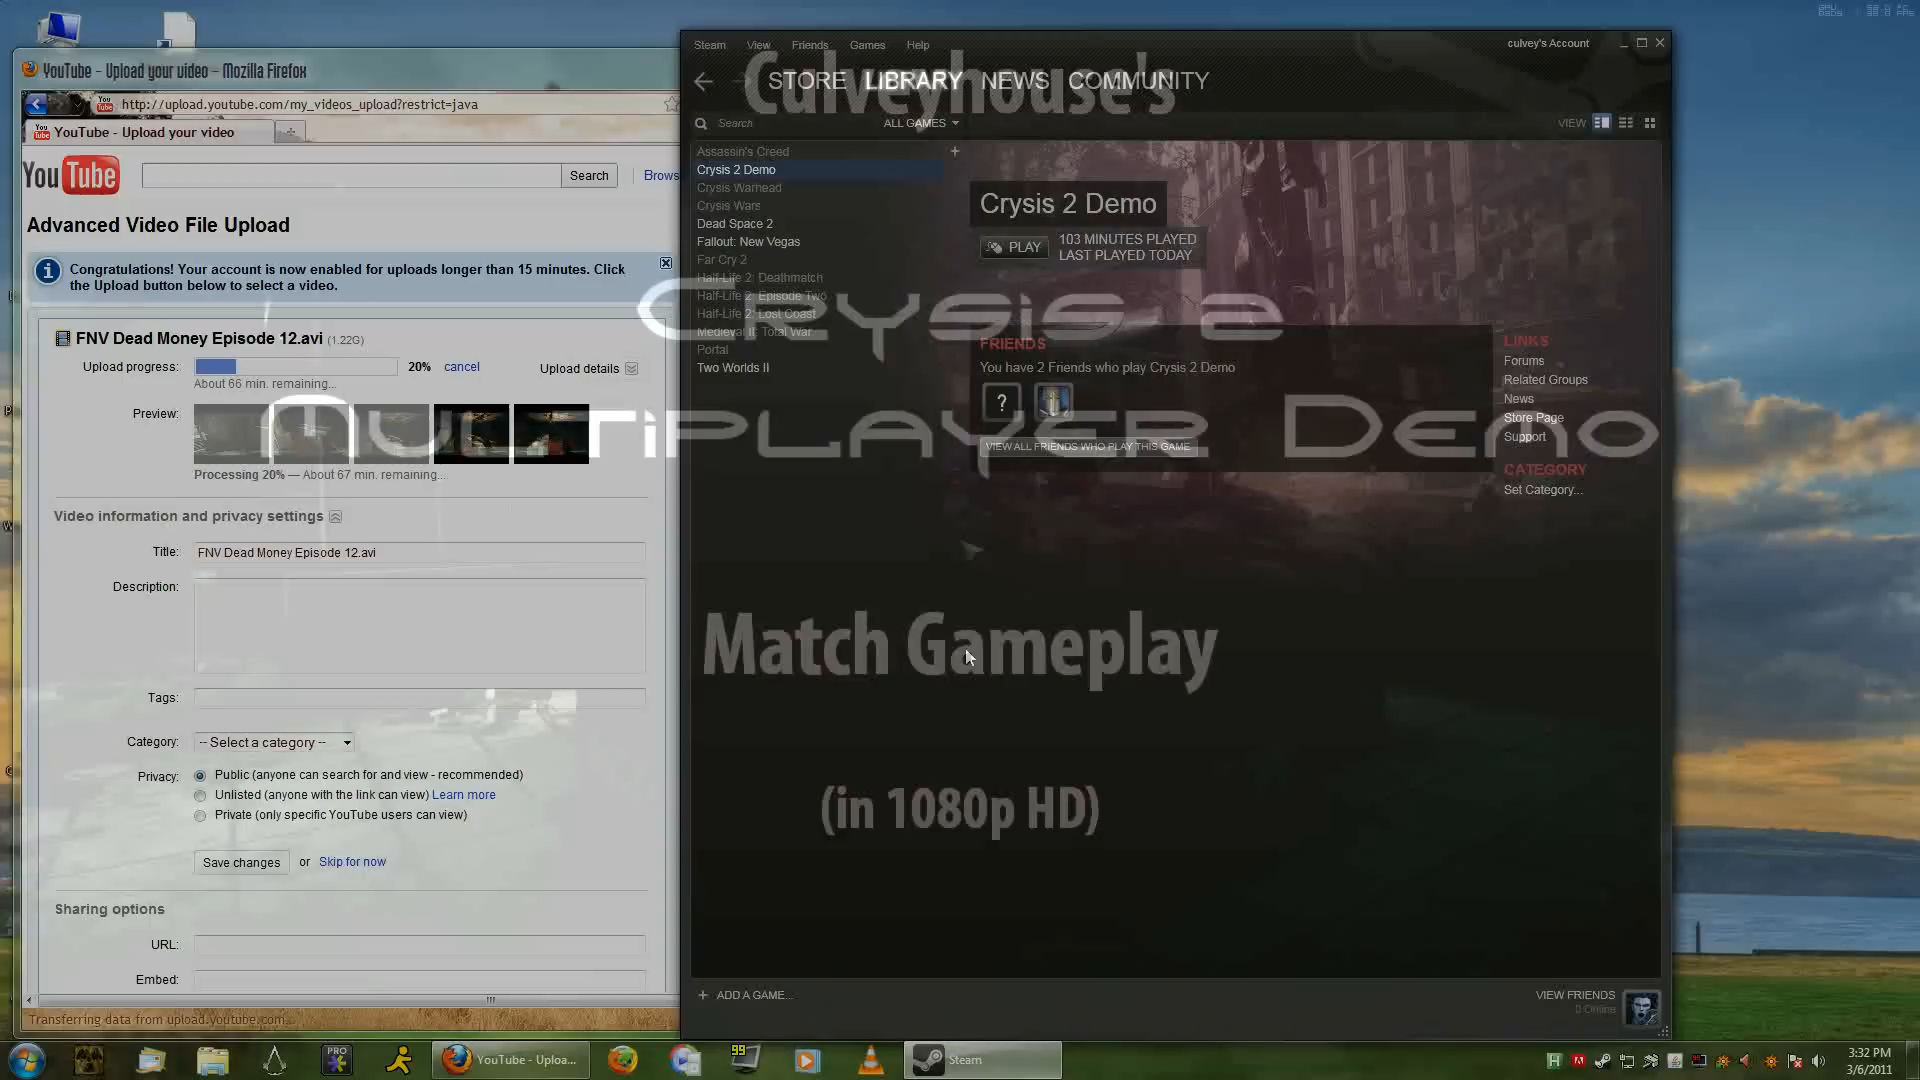 YouTube - Upload your video - Mozilla Firefox
http://upload.youtube.com/my_videos_upload?restrict=java
YouTube - Upload your video
YouTube
Search
Brows
Advanced Video File Upload
Congratulations! Your account is now enabled for uploads longer than 15 minutes. Click
the Upload button below to select a video.
FNV Dead Money Episode 12.avi (1.22G)
Upload progress:
20%
cancel
Upload details
About 66 min. remaining...
Preview:
Processing 20% — About 67 min. remaining...
Video information and privacy settings
Title:
FNV Dead Money Episode 12.avi
Description:
Tags:
Category:
-- Select a category --
Privacy:
Public (anyone can search for and view - recommended)
Unlisted (anyone with the link can view) Learn more
Private (only specific YouTube users can view)
Save changes
or
Skip for now
Sharing options
URL:
Embed:
Transferring data from upload.youtube.com...
Steam
View
Friends
Games
Help
culvey's Account
Culveyhouse's
STORE
LIBRARY
NEWS
COMMUNITY
Search
ALL GAMES
VIEW
Assassin's Creed
Crysis 2 Demo
Crysis Warhead
Crysis Wars
Dead Space 2
Fallout: New Vegas
Far Cry 2
Half-Life 2: Deathmatch
Half-Life 2: Episode Two
Half-Life 2: Lost Coast
Medieval II: Total War
Portal
Two Worlds II
Crysis 2 Demo
PLAY
103 MINUTES PLAYED
LAST PLAYED TODAY
Crysis 2
Multiplayer Demo
FRIENDS
You have 2 Friends who play Crysis 2 Demo
?
VIEW ALL FRIENDS WHO PLAY THIS GAME
LINKS
Forums
Related Groups
News
Store Page
Support
CATEGORY
Set Category...
Match Gameplay
(in 1080p HD)
ADD A GAME...
VIEW FRIENDS
0 Online
PRO
YouTube - Uploa...
99
Steam
3:32 PM
3/6/2011